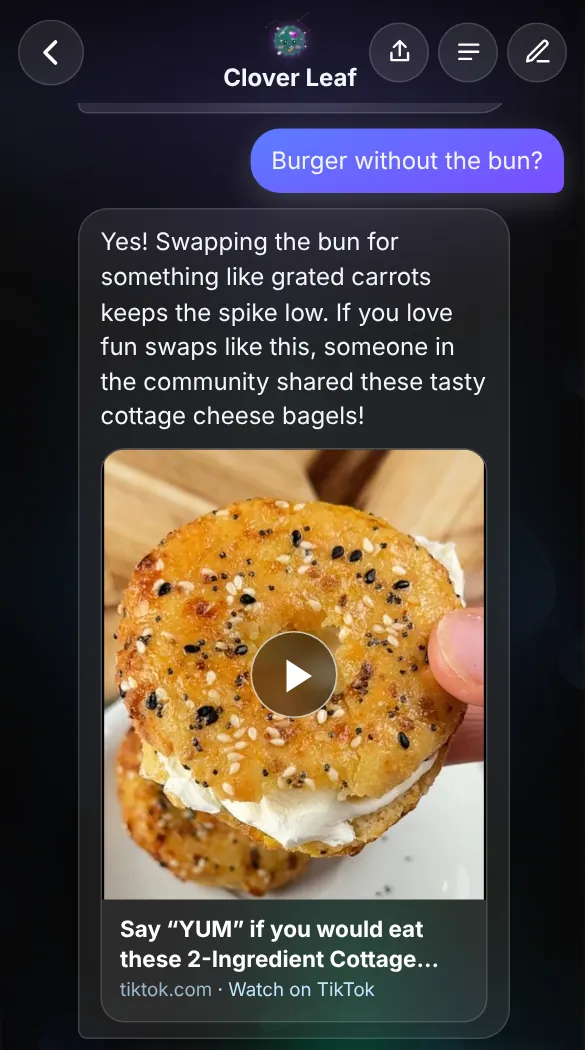 Clover Leaf
Burger without the bun?
Yes! Swapping the bun for
something like grated carrots
keeps the spike low. If you love
fun swaps like this, someone in
the community shared these tasty
cottage cheese bagels!
Say “YUM” if you would eat
these 2-Ingredient Cottage...
tiktok.com · Watch on TikTok